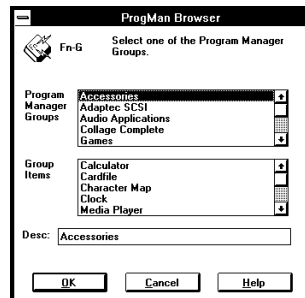 ProgMan Browser
Fn-G
Select one of the Program Manager
Groups.
Program
Manager
Groups
Accessories
Adaptec SCSI
Audio Applications
Collage Complete
Games
Group
Items
Calculator
Cardfile
Character Map
Clock
Media Player
Desc: Accessories
OK Cancel Help